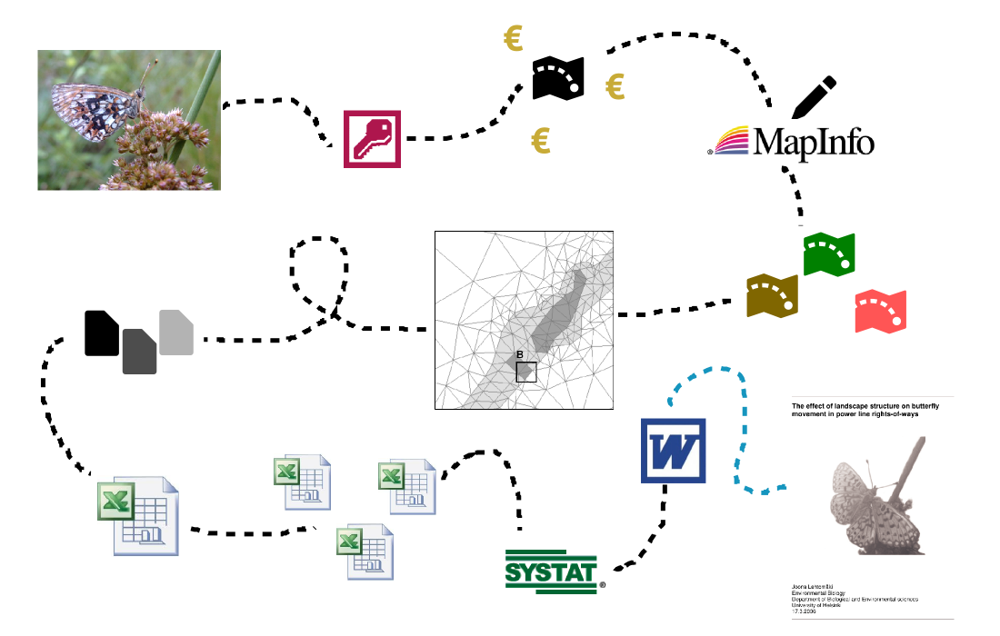 €
€
€
® MapInfo
B
W
The effect of landscape structure on butterfly
movement in power line rights-of-ways
SYSTAT ®
Joona Lehtomäki
Environmental Biology
Department of Biological and Environmental sciences
University of Helsinki
17.3.2006